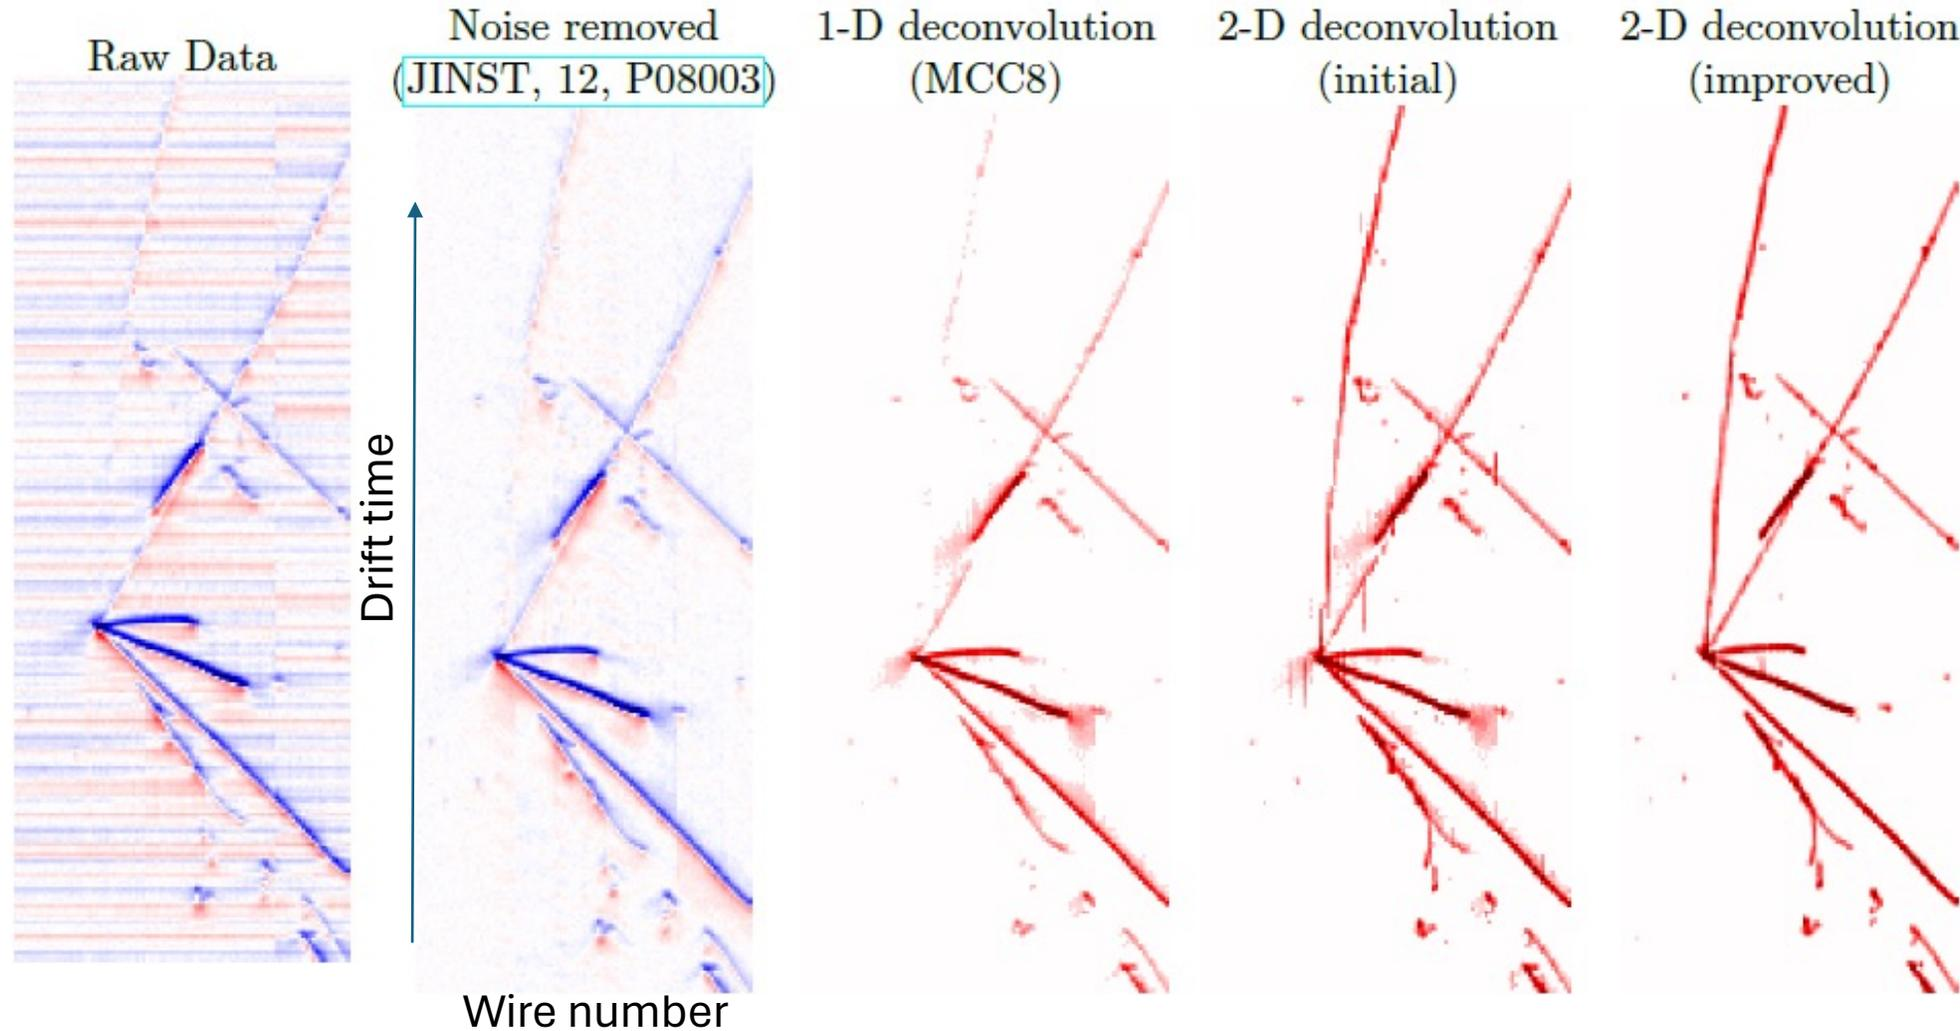 Raw Data
Noise removed
(JINST, 12, P08003)
1-D deconvolution
(MCC8)
2-D deconvolution
(initial)
2-D deconvolution
(improved)
Drift time
Wire number